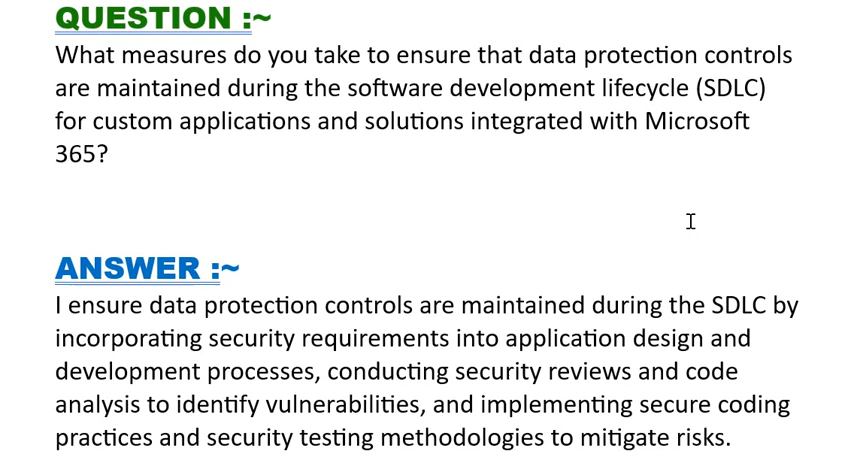 QUESTION :~
What measures do you take to ensure that data protection controls
are maintained during the software development lifecycle (SDLC)
for custom applications and solutions integrated with Microsoft
365?
ANSWER :~
I ensure data protection controls are maintained during the SDLC by
incorporating security requirements into application design and
development processes, conducting security reviews and code
analysis to identify vulnerabilities, and implementing secure coding
practices and security testing methodologies to mitigate risks.